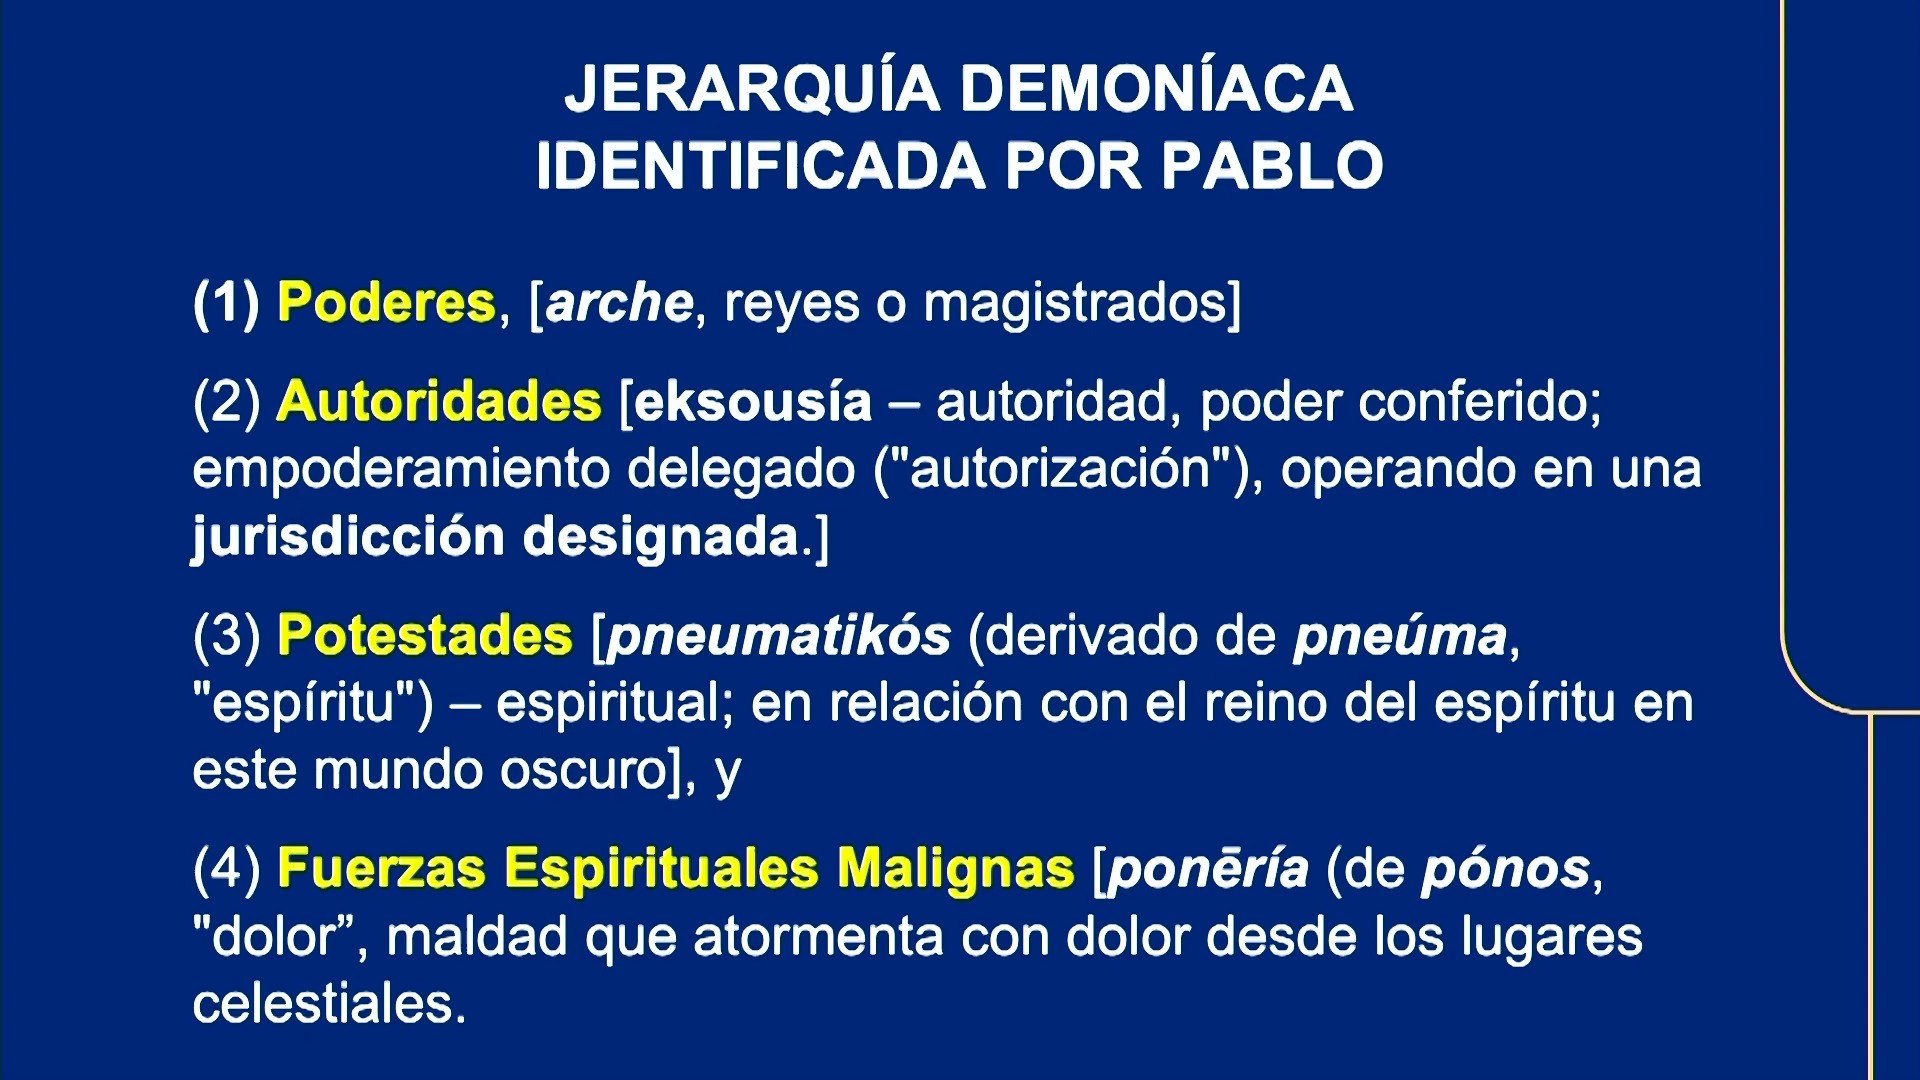 JERARQUÍA DEMONÍACA
IDENTIFICADA POR PABLO
(1) Poderes, [arche, reyes o magistrados]
(2) Autoridades [eksousía – autoridad, poder conferido;
empoderamiento delegado ("autorización"), operando en una
jurisdicción designada.]
(3) Potestades [pneumatikós (derivado de pneúma,
"espíritu") – espiritual; en relación con el reino del espíritu en
este mundo oscuro], y
(4) Fuerzas Espirituales Malignas [ponēría (de pónos,
"dolor”, maldad que atormenta con dolor desde los lugares
celestiales.